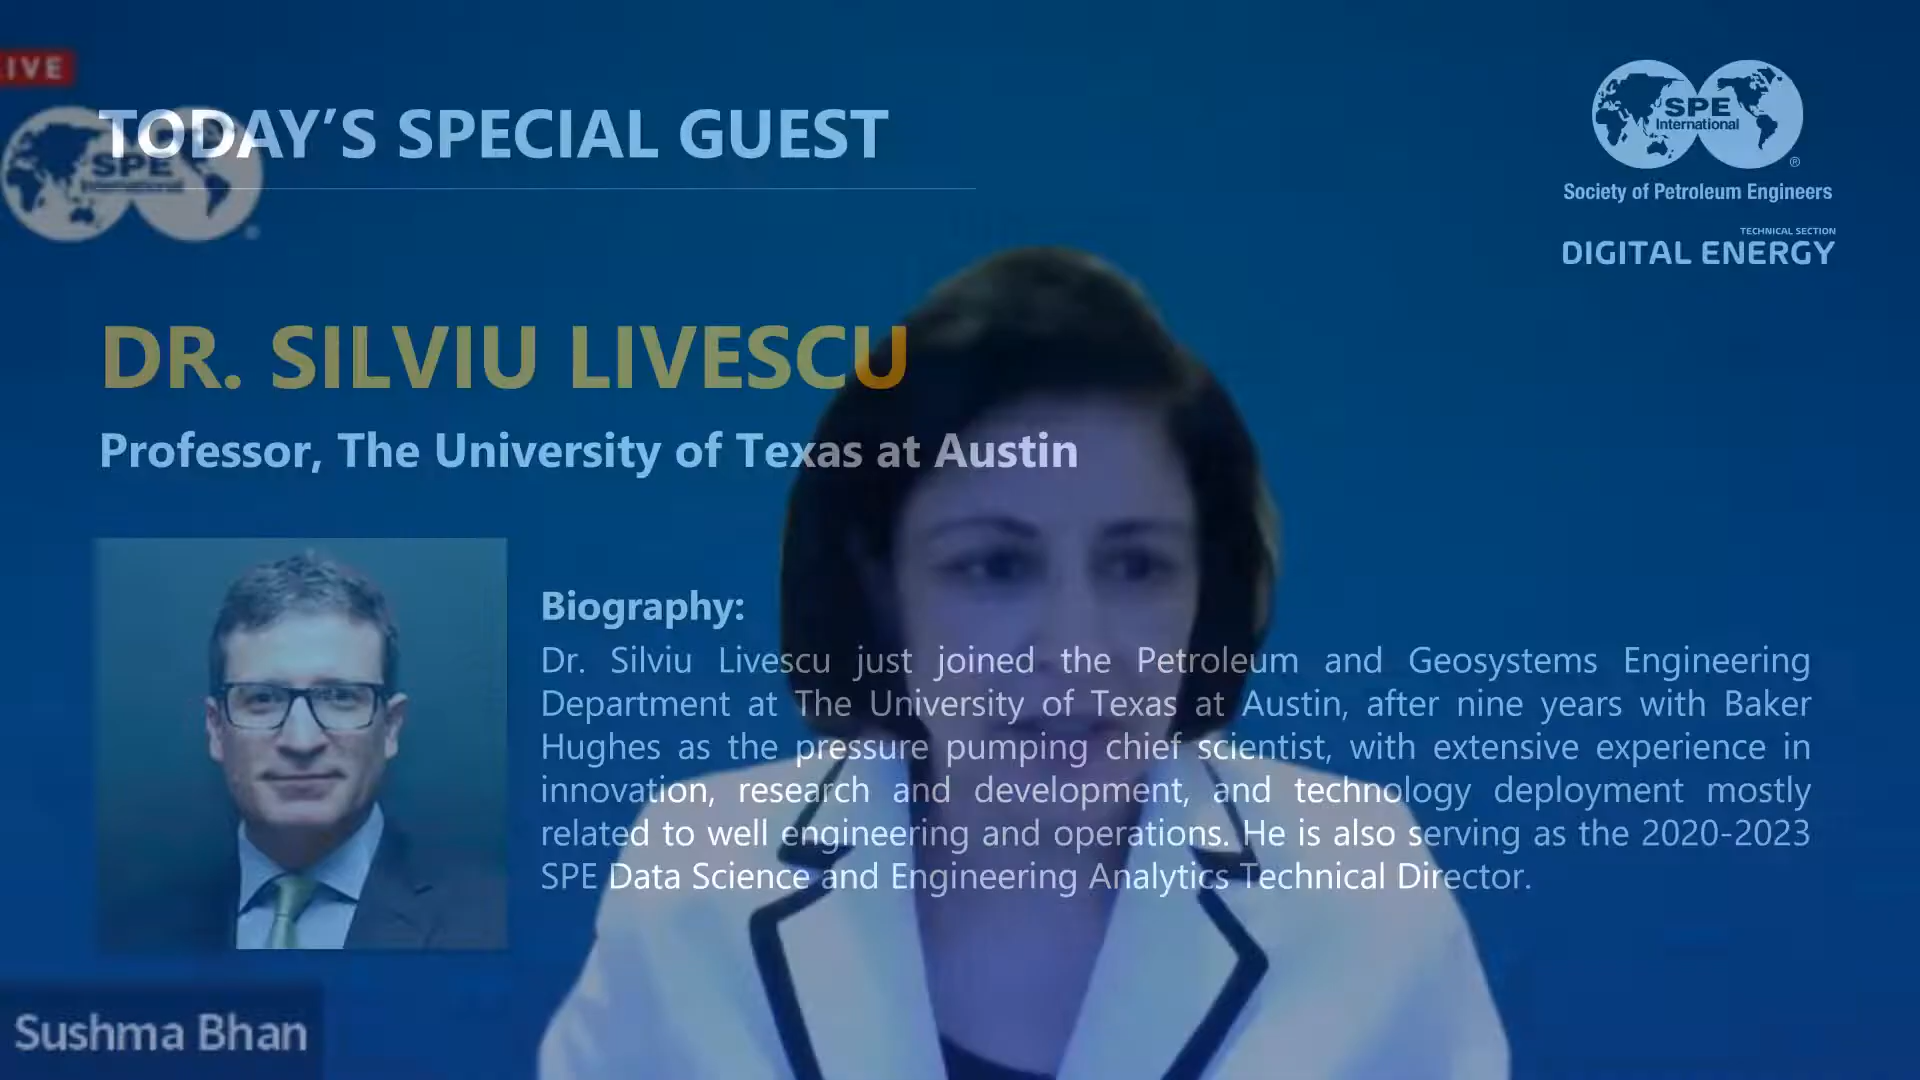 IVE
TODAY’S SPECIAL GUEST
SPE
International
®
SPE
International
®
Society of Petroleum Engineers
TECHNICAL SECTION
DIGITAL ENERGY
DR. SILVIU LIVESCU
Professor, The University of Texas at Austin
Biography:
Dr. Silviu Livescu just joined the Petroleum and Geosystems Engineering
Department at The University of Texas at Austin, after nine years with Baker
Hughes as the pressure pumping chief scientist, with extensive experience in
innovation, research and development, and technology deployment mostly
related to well engineering and operations. He is also serving as the 2020-2023
SPE Data Science and Engineering Analytics Technical Director.
Sushma Bhan